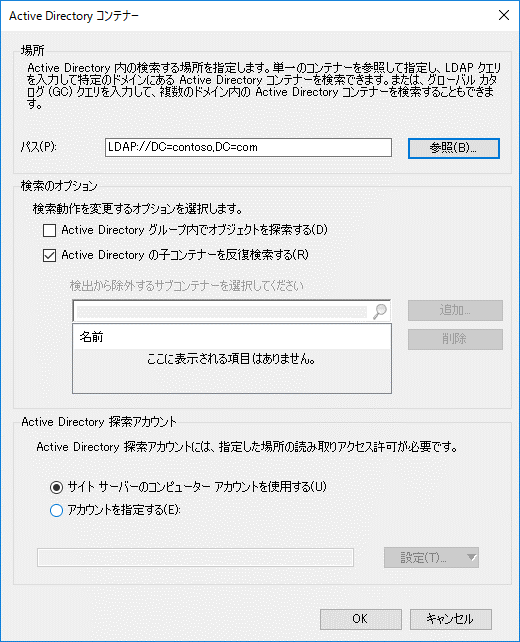 Active Directory コンテナー
場所
Active Directory 内の検索する場所を指定します。単一のコンテナーを参照して指定し、LDAP クエリ
を入力して特定のドメインにある Active Directory コンテナーを検索できます。または、グローバル カタ
ログ (GC) クエリを入力して、複数のドメイン内の Active Directory コンテナーを検索することもできま
す。
パス(P):
LDAP://DC=contoso,DC=com
参照(B)...
検索のオプション
検索動作を変更するオプションを選択します。
Active Directory グループ内でオブジェクトを探索する(D)
Active Directory の子コンテナーを反復検索する(R)
検出から除外するサブコンテナーを選択してください
追加...
名前
削除
ここに表示される項目はありません。
Active Directory 探索アカウント
Active Directory 探索アカウントには、指定した場所の読み取りアクセス許可が必要です。
サイト サーバーのコンピューター アカウントを使用する(U)
アカウントを指定する(E):
設定(T)...
OK
キャンセル